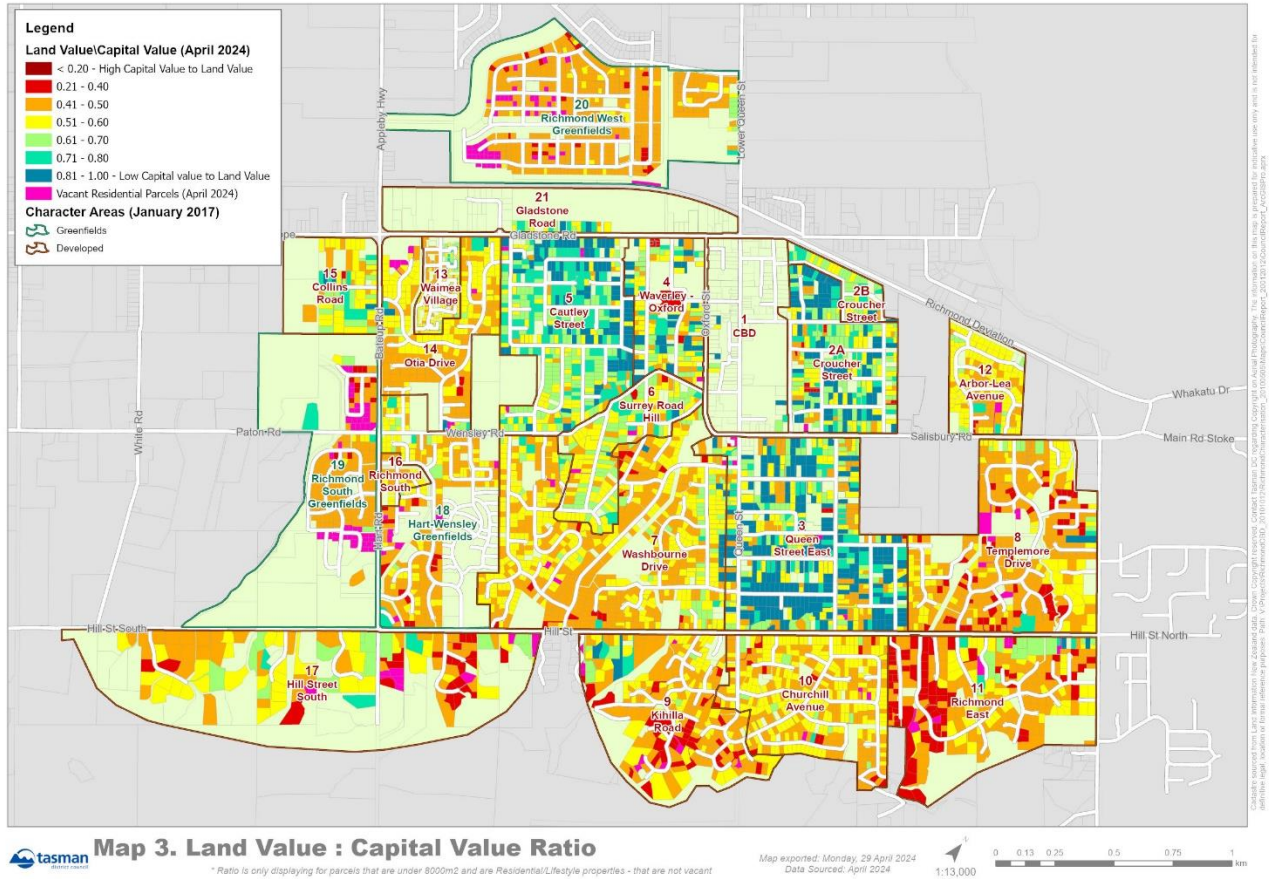 Legend
Land Value\Capital Value (April 2024)
< 0.20 - High Capital Value to Land Value
0.21 - 0.40
0.41 - 0.50
0.51 - 0.60
0.61 - 0.70
0.71 - 0.80
0.81 - 1.00 - Low Capital value to Land Value
Vacant Residential Parcels (April 2024)
Character Areas (January 2017)
Greenfields
Developed
Appleby Hwy
20
Richmond West
Greenfields
Lower Queen St
21
Gladstone
Road
Gladstone Rd
15
Collins
Road
13
Waimea
Village
5
Cautley
Street
4
Waverley -
Oxford
Oxford St
1
CBD
2B
Croucher
Street
Richmond Deviation
14
Otia Drive
2A
Croucher
Street
12
Arbor-Lea
Avenue
6
Surrey Road
Hill
Whakatu Dr
White Rd
Paton Rd
Wensley Rd
Salisbury Rd
Main Rd Stoke
19
Richmond
South
Greenfields
16
Richmond
South
18
Hart-Wensley
Greenfields
7
Washbourne
Drive
Queen St
3
Queen
Street East
8
Templemore
Drive
Hill St South
Hill St
Hill St North
17
Hill Street
South
9
Kihilla
Road
10
Churchill
Avenue
11
Richmond
East
tasman
district council
Map 3. Land Value : Capital Value Ratio
* Ratio is only displaying for parcels that are under 8000m2 and are Residential/Lifestyle properties - that are not vacant
Map exported: Monday, 29 April 2024
Data Sourced: April 2024
1:13,000
0 0.13 0.25 0.5 0.75 1
km